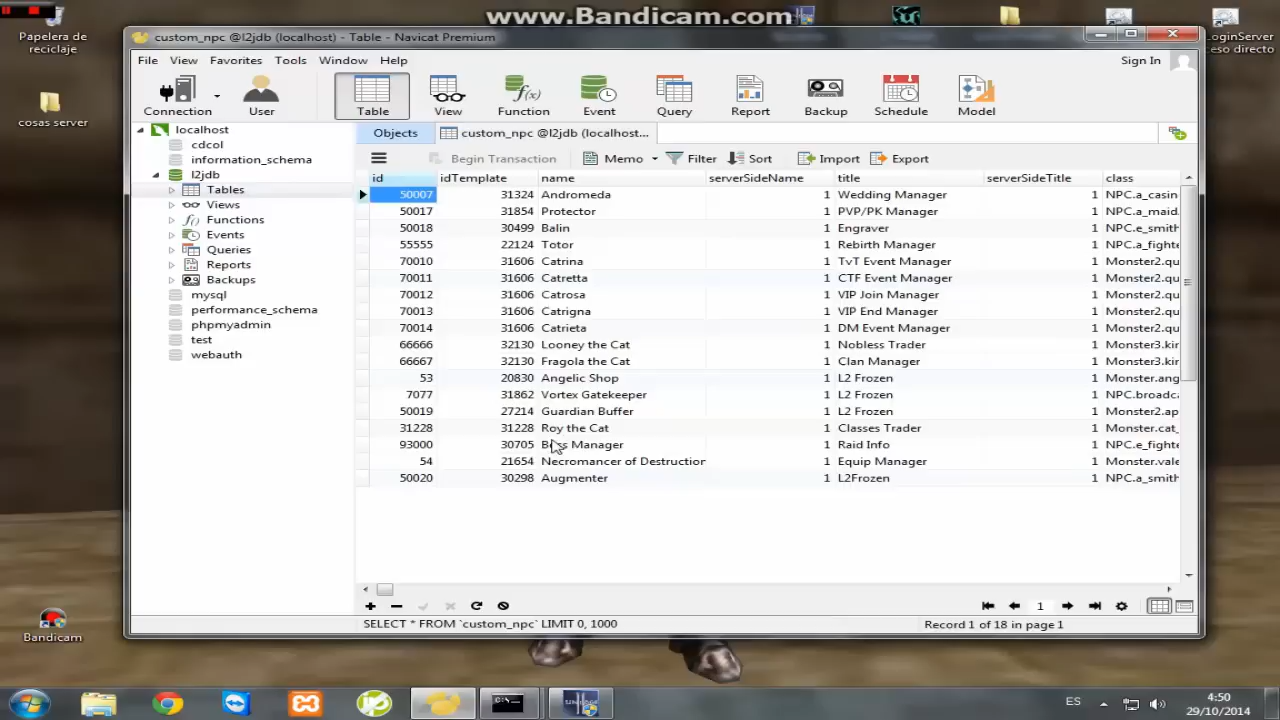 www.Bandicam.com
Papelera de
reciclaje
LoginServer
ceso directo
cosas server
Bandicam
custom_npc @l2jdb (localhost) - Table - Navicat Premium
File View Favorites Tools Window Help
Sign In
Connection User Table View Function Event Query Report Backup Schedule Model
localhost
cdcol
information_schema
l2jdb
Tables
Views
Functions
Events
Queries
Reports
Backups
mysql
performance_schema
phpmyadmin
test
webauth
Objects custom_npc @l2jdb (localhost...
Begin Transaction Memo Filter Sort Import Export
id idTemplate name serverSideName title serverSideTitle class
50007 31324 Andromeda 1 Wedding Manager 1 NPC.a_casin
50017 31854 Protector 1 PVP/PK Manager 1 NPC.a_maid.
50018 30499 Balin 1 Engraver 1 NPC.e_smith
55555 22124 Totor 1 Rebirth Manager 1 NPC.a_fighte
70010 31606 Catrina 1 TvT Event Manager 1 Monster2.qu
70011 31606 Catretta 1 CTF Event Manager 1 Monster2.qu
70012 31606 Catrosa 1 VIP Join Manager 1 Monster2.qu
70013 31606 Catrigna 1 VIP End Manager 1 Monster2.qu
70014 31606 Catrieta 1 DM Event Manager 1 Monster2.qu
66666 32130 Looney the Cat 1 Nobless Trader 1 Monster3.kir
66667 32130 Fragola the Cat 1 Clan Manager 1 Monster3.kir
53 20830 Angelic Shop 1 L2 Frozen 1 Monster.ang
7077 31862 Vortex Gatekeeper 1 L2 Frozen 1 NPC.broadca
50019 27214 Guardian Buffer 1 L2 Frozen 1 Monster2.ap
31228 31228 Roy the Cat 1 Classes Trader 1 Monster.cat_
93000 30705 Manager 1 Raid Info 1 NPC.e_fighte
54 21654 Necromancer of Destruction 1 Equip Manager 1 Monster.vale
50020 30298 Augmenter 1 L2Frozen 1 NPC.a_smith
1
SELECT * FROM `custom_npc` LIMIT 0, 1000
Record 1 of 18 in page 1
ES
4:50
29/10/2014